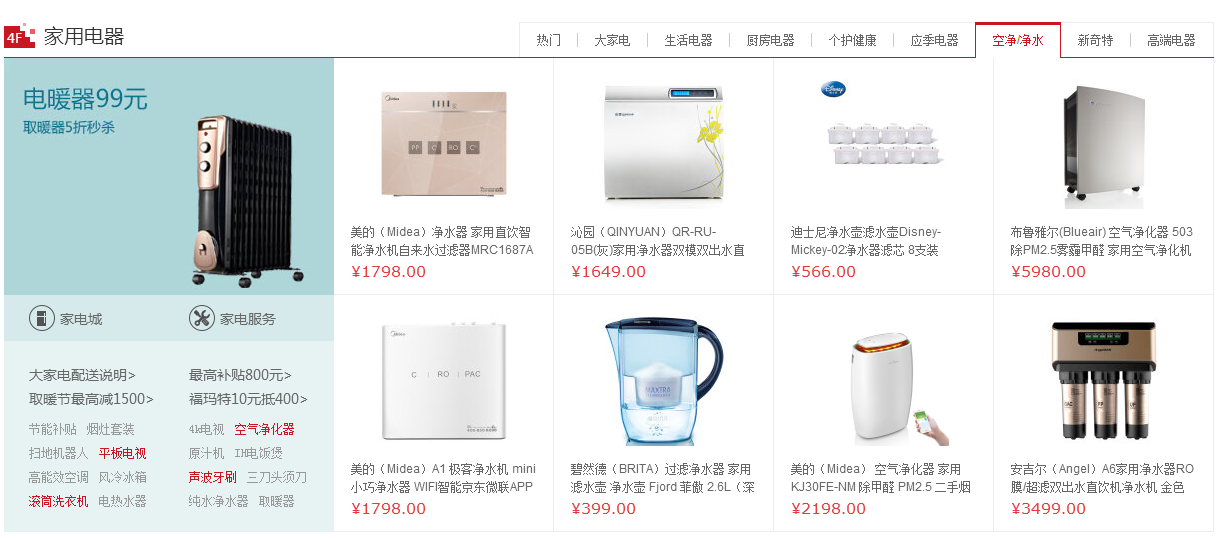 4F 家用电器
热门 大家电 生活电器 厨房电器 个护健康 应季电器 空净/净水 新奇特 高端电器
电暖器99元
取暖器5折秒杀
家电城 家电服务
大家电配送说明> 最高补贴800元>
取暖节最高减1500> 福玛特10元抵400>
节能补贴 烟灶套装 4k电视 空气净化器
扫地机器人 平板电视 原汁机 IH电饭煲
高能效空调 风冷冰箱 声波牙刷 三刀头须刀
滚筒洗衣机 电热水器 纯水净水器 取暖器
Midea
PP C RO C
美的（Midea）净水器 家用直饮智
能净水机自来水过滤器MRC1687A
¥1798.00
沁园（QINYUAN）QR-RU-
05B(灰)家用净水器双模双出水直
¥1649.00
Disney
迪士尼净水壶滤水壶Disney-
Mickey-02净水器滤芯 8支装
¥566.00
布鲁雅尔(Blueair) 空气净化器 503
除PM2.5雾霾甲醛 家用空气净化机
¥5980.00
Midea
C RO PAC
美的（Midea）A1 极客净水机 mini
小巧净水器 WIFI智能京东微联APP
¥1798.00
MAXTRA
碧然德（BRITA）过滤净水器 家用
滤水壶 净水壶 Fjord 菲傲 2.6L（深
¥399.00
美的（Midea） 空气净化器 家用
KJ30FE-NM 除甲醛 PM2.5 二手烟
¥2198.00
Angel
PP UF
安吉尔（Angel）A6家用净水器RO
膜/超滤双出水直饮机净水机 金色
¥3499.00